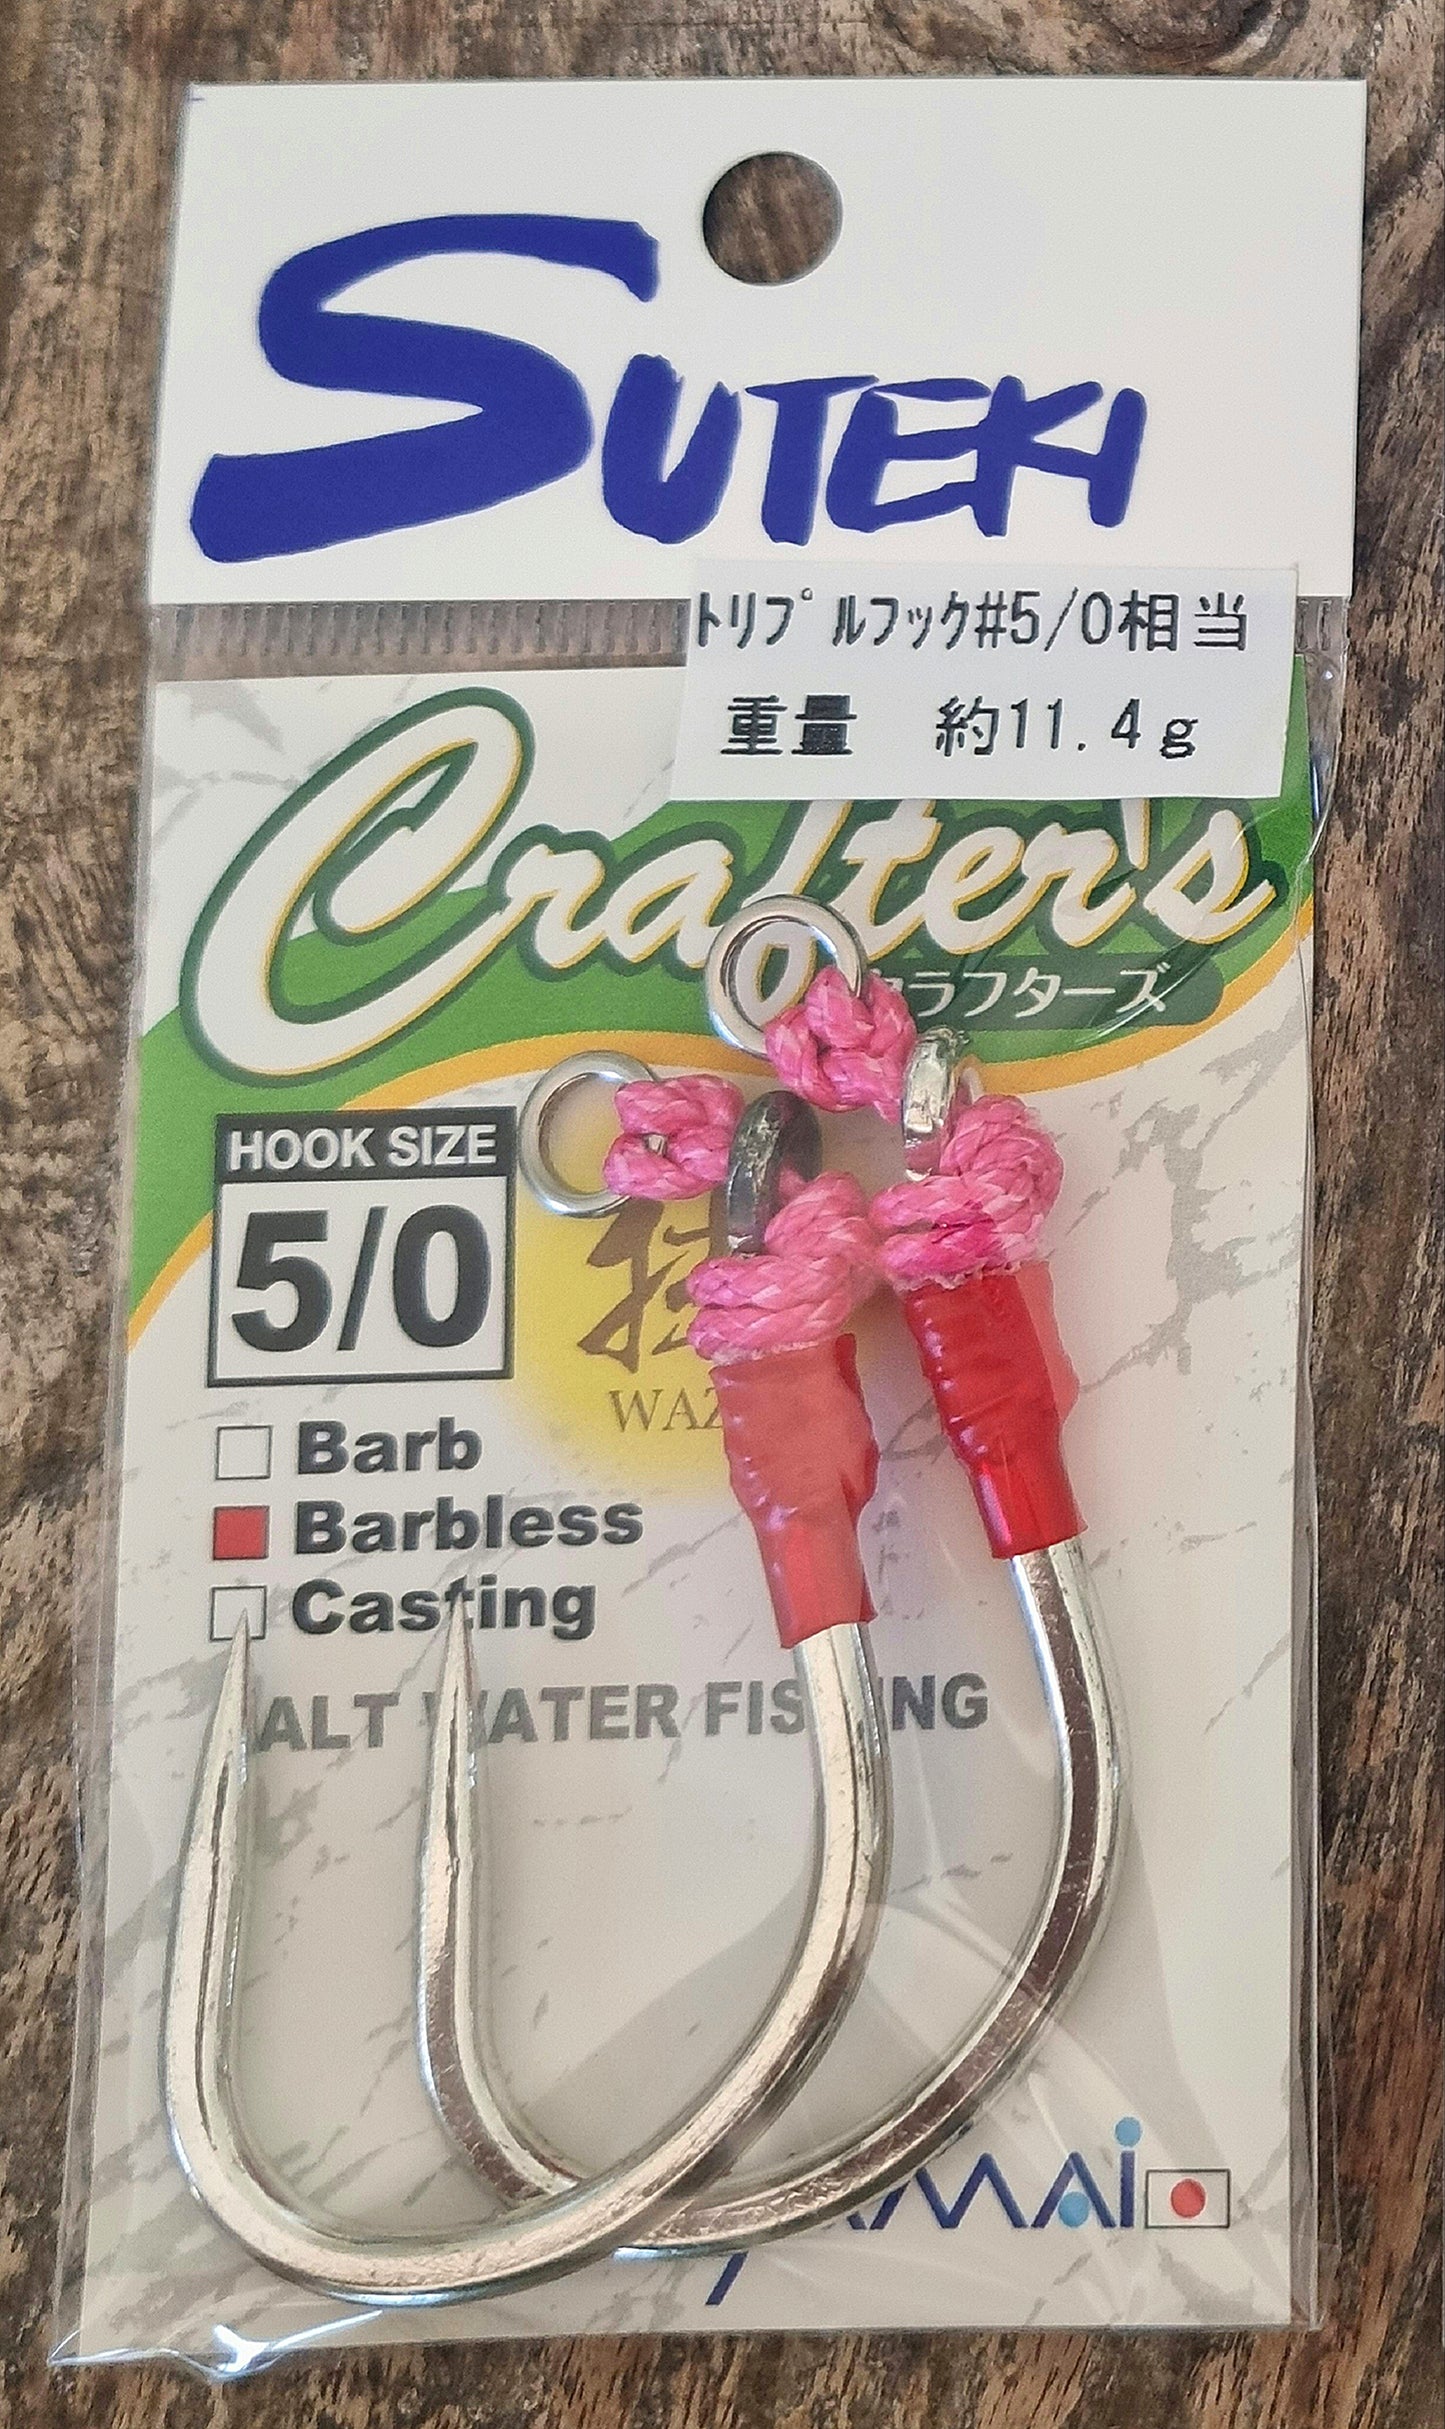 SUTEKI
ﾄﾘﾌﾟﾙﾌｯｸ#5/0相当
重量　約11.4g
Crafter's
クラフターズ
HOOK SIZE
5/0
Barb
Barbless
Casting
SALT WATER FISHING